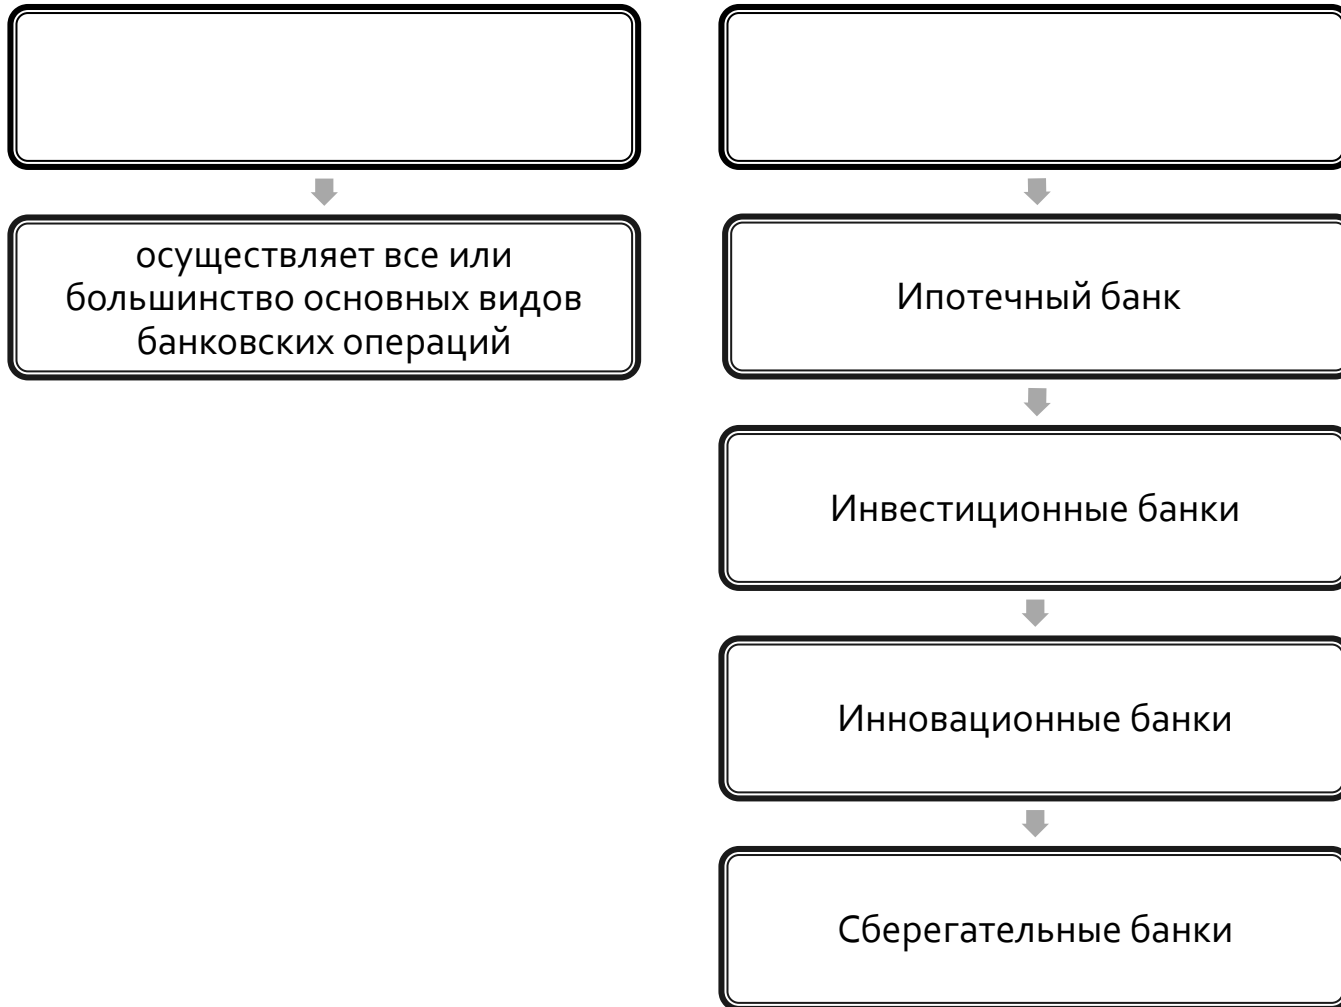 осуществляет все или
большинство основных видов
банковских операций
Ипотечный банк
Инвестиционные банки
Инновационные банки
Сберегательные банки